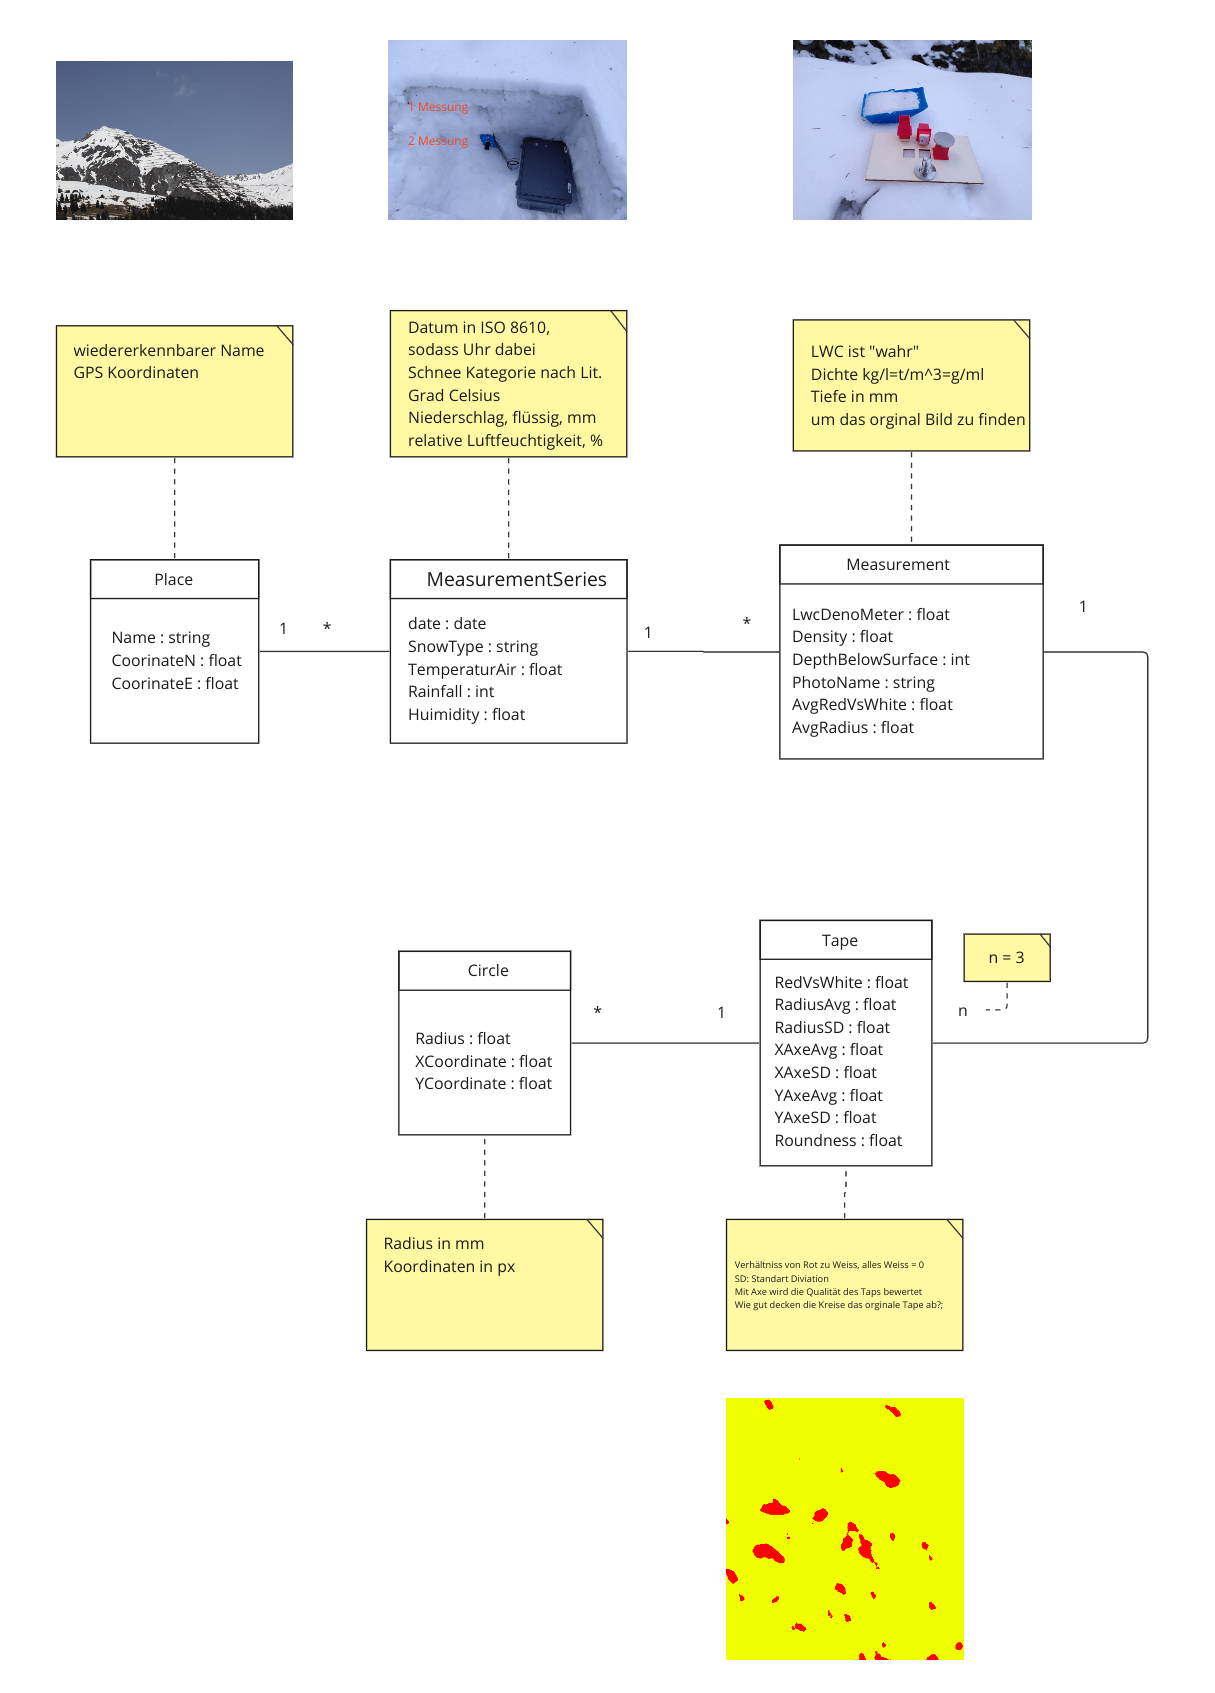 1 Messung
2 Messung
wiedererkennbarer Name
GPS Koordinaten
Datum in ISO 8610,
sodass Uhr dabei
Schnee Kategorie nach Lit.
Grad Celsius
Niederschlag, flüssig, mm
relative Luftfeuchtigkeit, %
LWC ist "wahr"
Dichte kg/l=t/m^3=g/ml
Tiefe in mm
um das orginal Bild zu finden
Place
Name : string
CoorinateN : float
CoorinateE : float
1
*
MeasurementSeries
date : date
SnowType : string
TemperaturAir : float
Rainfall : int
Huimidity : float
1
*
Measurement
LwcDenoMeter : float
Density : float
DepthBelowSurface : int
PhotoName : string
AvgRedVsWhite : float
AvgRadius : float
1
Circle
Radius : float
XCoordinate : float
YCoordinate : float
*
1
Tape
RedVsWhite : float
RadiusAvg : float
RadiusSD : float
XAxeAvg : float
XAxeSD : float
YAxeAvg : float
YAxeSD : float
Roundness : float
n = 3
n
Radius in mm
Koordinaten in px
Verhältniss von Rot zu Weiss, alles Weiss = 0
SD: Standart Diviation
Mit Axe wird die Qualität des Taps bewertet
Wie gut decken die Kreise das orginale Tape ab?;